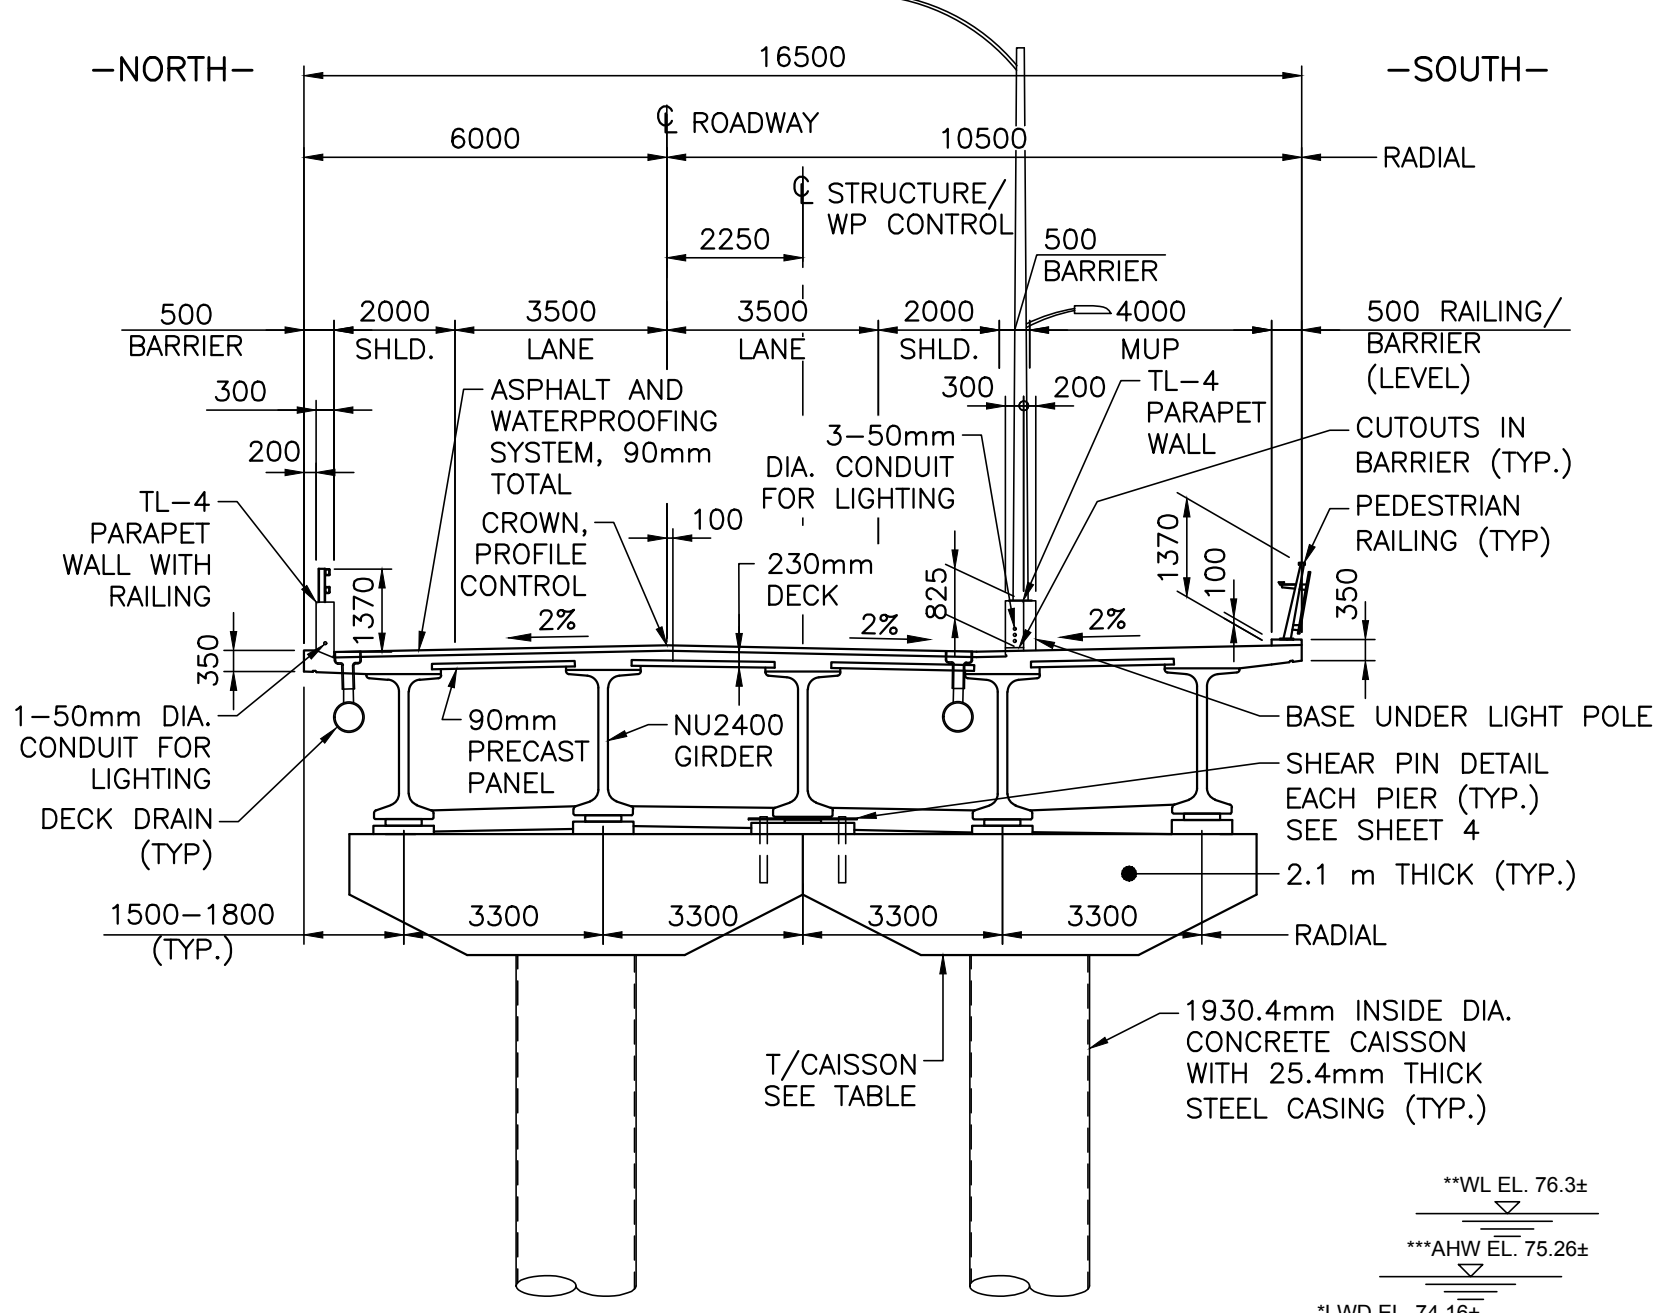 -NORTH-
16500
-SOUTH-
℄ ROADWAY
6000
10500
RADIAL
℄ STRUCTURE/
WP CONTROL
2250
500
BARRIER
500
BARRIER
2000
SHLD.
3500
LANE
3500
LANE
2000
SHLD.
4000
MUP
500 RAILING/
BARRIER
(LEVEL)
300
200
ASPHALT AND
WATERPROOFING
SYSTEM, 90mm
TOTAL
300
200
TL-4
PARAPET
WALL
3-50mm
DIA. CONDUIT
FOR LIGHTING
CUTOUTS IN
BARRIER (TYP.)
TL-4
PARAPET
WALL WITH
RAILING
CROWN,
PROFILE
CONTROL
100
230mm
DECK
PEDESTRIAN
RAILING (TYP)
1370
825
1370
100
350
350
2%
2%
2%
1-50mm DIA.
CONDUIT FOR
LIGHTING
90mm
PRECAST
PANEL
NU2400
GIRDER
BASE UNDER LIGHT POLE
DECK DRAIN
(TYP)
SHEAR PIN DETAIL
EACH PIER (TYP.)
SEE SHEET 4
2.1 m THICK (TYP.)
1500-1800
(TYP.)
3300
3300
3300
3300
RADIAL
T/CAISSON
SEE TABLE
1930.4mm INSIDE DIA.
CONCRETE CAISSON
WITH 25.4mm THICK
STEEL CASING (TYP.)
**WL EL. 76.3±
***AHW EL. 75.26±
*LWD EL. 74.16±